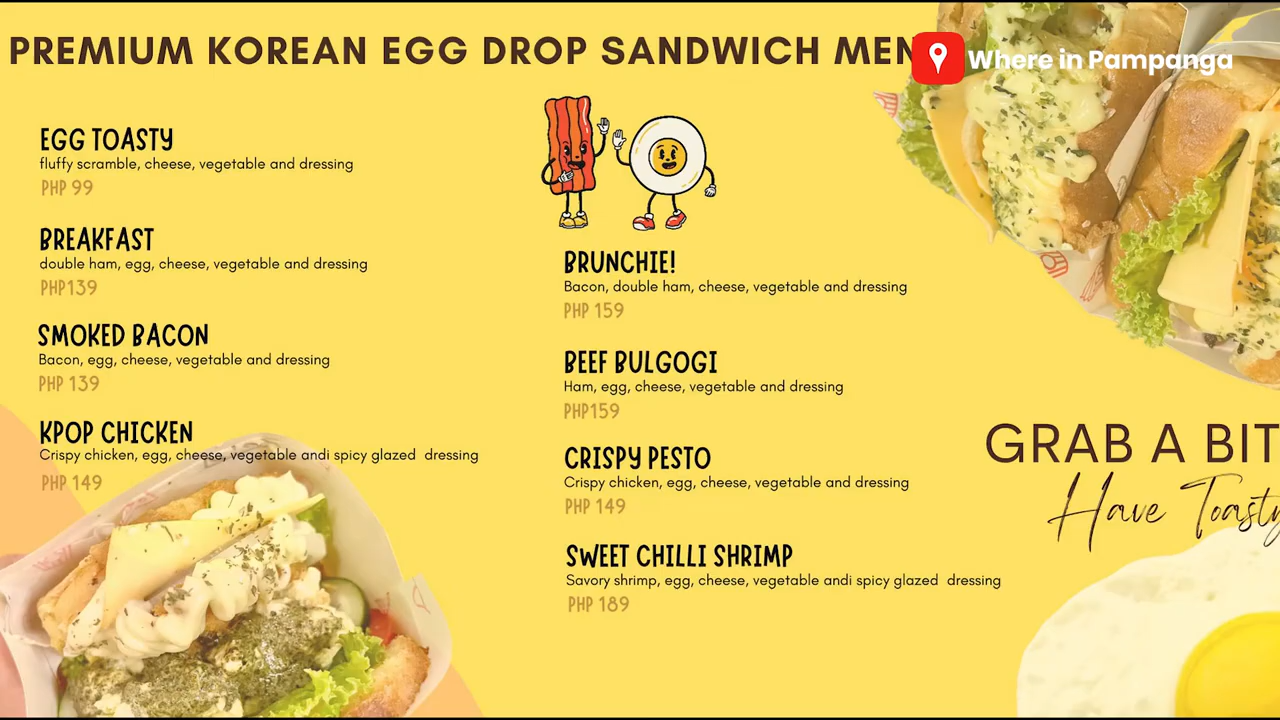 PREMIUM KOREAN EGG DROP SANDWICH MEN
Where in Pampanga
EGG TOASTY
fluffy scramble, cheese, vegetable and dressing
PHP 99
BREAKFAST
double ham, egg, cheese, vegetable and dressing
PHP139
SMOKED BACON
Bacon, egg, cheese, vegetable and dressing
PHP 139
KPOP CHICKEN
Crispy chicken, egg, cheese, vegetable andi spicy glazed dressing
PHP 149
BRUNCHIE!
Bacon, double ham, cheese, vegetable and dressing
PHP 159
BEEF BULGOGI
Ham, egg, cheese, vegetable and dressing
PHP159
CRISPY PESTO
Crispy chicken, egg, cheese, vegetable and dressing
PHP 149
SWEET CHILLI SHRIMP
Savory shrimp, egg, cheese, vegetable andi spicy glazed dressing
PHP 189
GRAB A BIT
Have Toasty